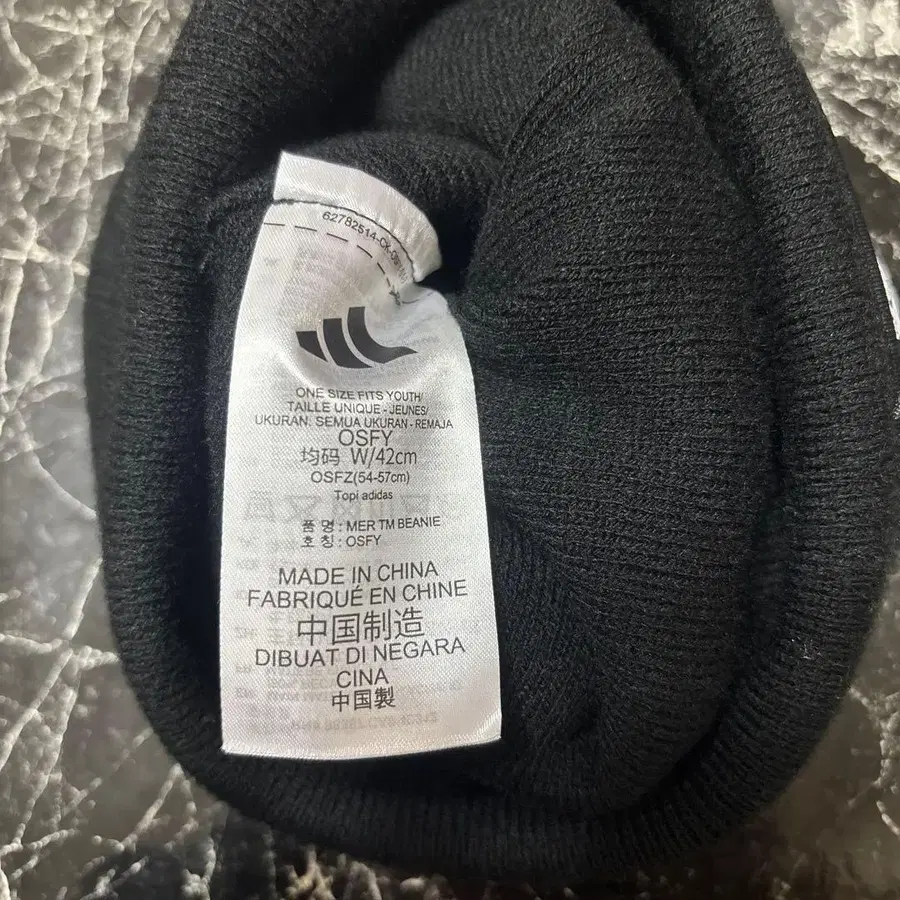 ONE SIZE FITS YOUTH/
TAILLE UNIQUE - JEUNES/
UKURAN: SEMUA UKURAN - REMAJA
OSFY
均码 W/42cm
OSFZ(54-57cm)
Topi adidas
품 명 : MER TM BEANIE
호 칭 : OSFY
MADE IN CHINA
FABRIQUÉ EN CHINE
中国制造
DIBUAT DI NEGARA
CINA
中国製